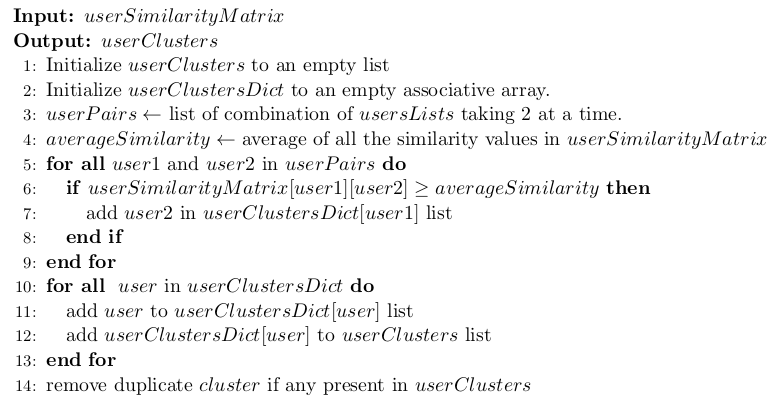 Input: userSimilarityMatrix
Output: userClusters
1: Initialize userClusters to an empty list
2: Initialize userClustersDict to an empty associative array.
3: userPairs ← list of combination of usersLists taking 2 at a time.
4: averageSimilarity ← average of all the similarity values in userSimilarityMatrix
5: for all user1 and user2 in userPairs do
6: if userSimilarityMatrix[user1][user2] ≥ averageSimilarity then
7: add user2 in userClustersDict[user1] list
8: end if
9: end for
10: for all user in userClustersDict do
11: add user to userClustersDict[user] list
12: add userClustersDict[user] to userClusters list
13: end for
14: remove duplicate cluster if any present in userClusters